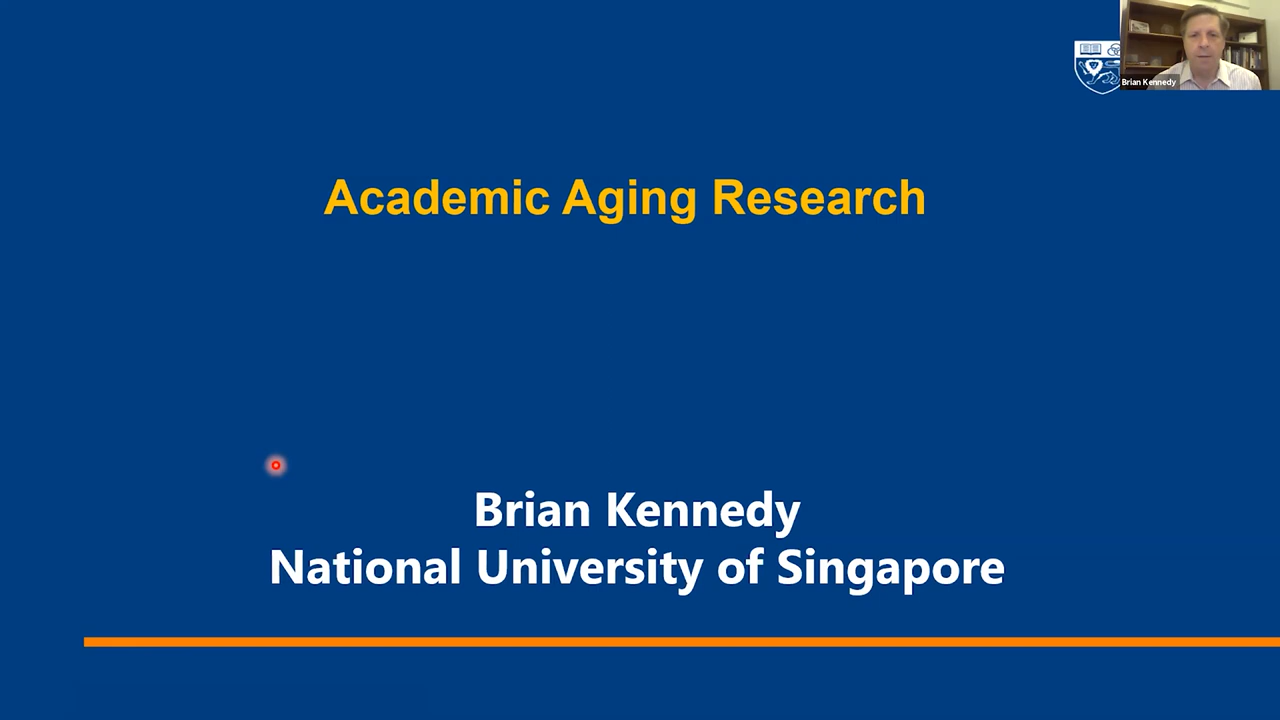 Brian Kennedy
Academic Aging Research
Brian Kennedy
National University of Singapore